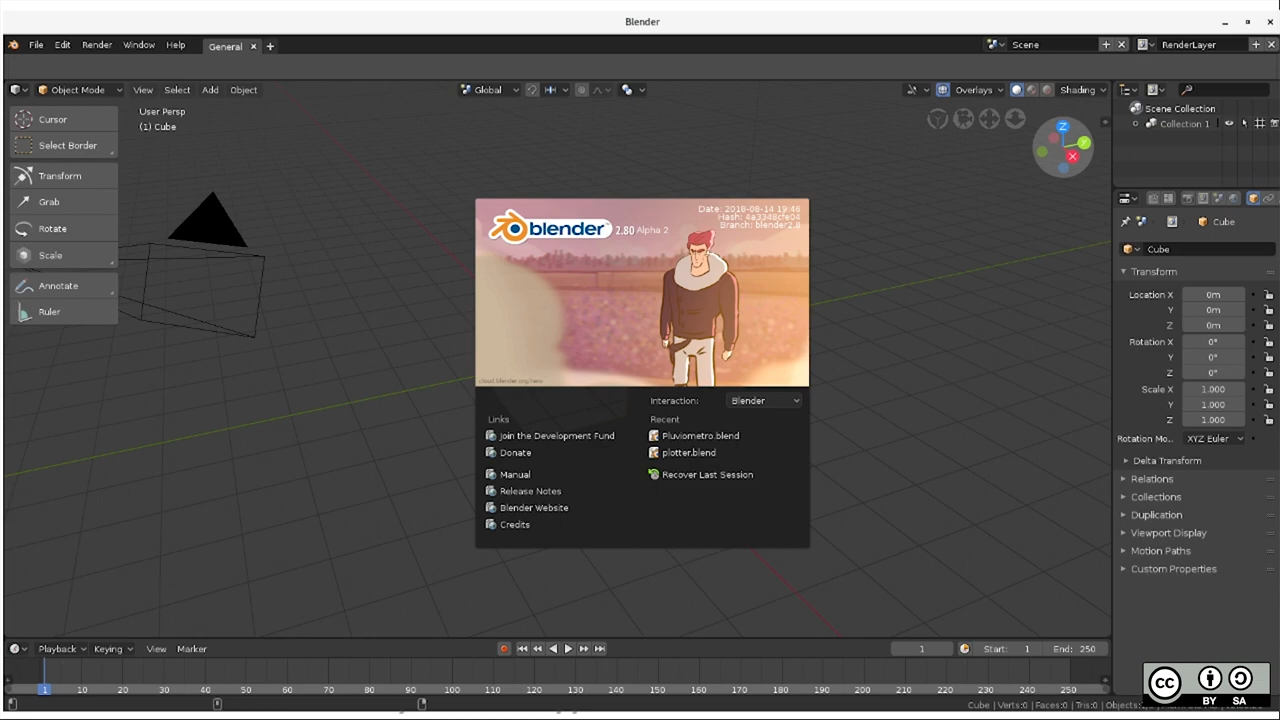 Blender
File Edit Render Window Help General Scene RenderLayer
Object Mode View Select Add Object Global Overlays Shading
User Persp
(1) Cube
Cursor
Select Border
Transform
Grab
Rotate
Scale
Annotate
Ruler
Z
Y
X
Scene Collection
Collection 1
Cube
Cube
Transform
Location X 0m
Y 0m
Z 0m
Rotation X 0°
Y 0°
Z 0°
Scale X 1.000
Y 1.000
Z 1.000
Rotation Mo.. XYZ Euler
Delta Transform
Relations
Collections
Duplication
Viewport Display
Motion Paths
Custom Properties
Date: 2018-08-14 19:46
Hash: 4a3348cfe04
Branch: blender2.8
blender 2.80 Alpha 2
cloud.blender.org/hero
Interaction: Blender
Links
Join the Development Fund
Donate
Manual
Release Notes
Blender Website
Credits
Recent
Pluviometro.blend
plotter.blend
Recover Last Session
Playback Keying View Marker 1 Start: 1 End: 250
1 10 20 30 40 50 60 70 80 90 100 110 120 130 140 150 160 170 180 190 200 210 220 230 240 250
Cube | Verts:0 | Faces:0 | Tris:0 | Objects:
CC
BY SA